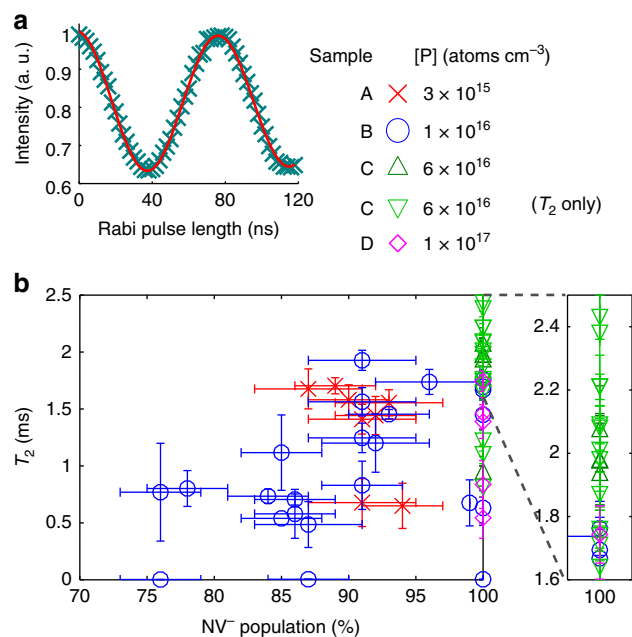 a
Intensity (a. u.)
1
0.9
0.8
0.7
0.6
0 40 80 120
Rabi pulse length (ns)
Sample [P] (atoms cm⁻³)
A 3 × 10¹⁵
B 1 × 10¹⁶
C 6 × 10¹⁶
C 6 × 10¹⁶ (T₂ only)
D 1 × 10¹⁷
b
T₂ (ms)
2.5
2
1.5
1
0.5
0
70 75 80 85 90 95 100
NV⁻ population (%)
2.4
2.2
2.0
1.8
1.6
100